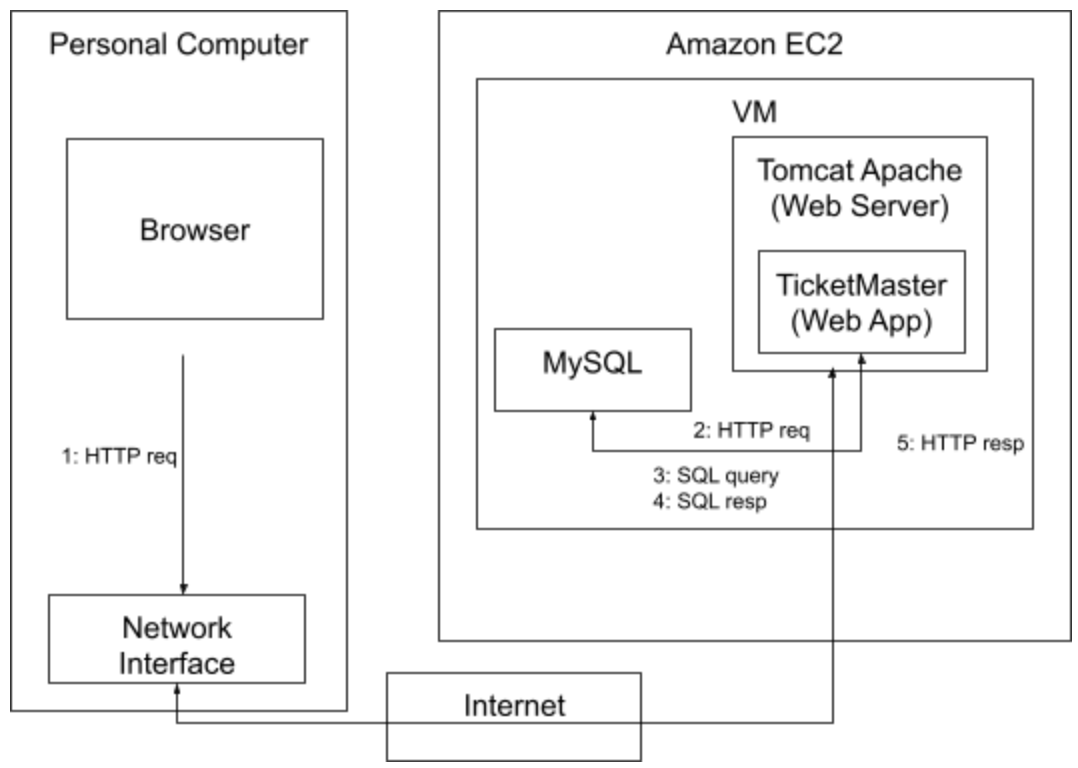 Personal Computer
Browser
1: HTTP req
Network
Interface
Internet
Amazon EC2
VM
Tomcat Apache
(Web Server)
TicketMaster
(Web App)
MySQL
2: HTTP req
5: HTTP resp
3: SQL query
4: SQL resp